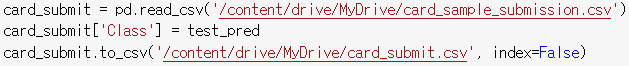 card_submit = pd.read_csv('/content/drive/MyDrive/card_sample_submission.csv')
card_submit['Class'] = test_pred
card_submit.to_csv('/content/drive/MyDrive/card_submit.csv', index=False)